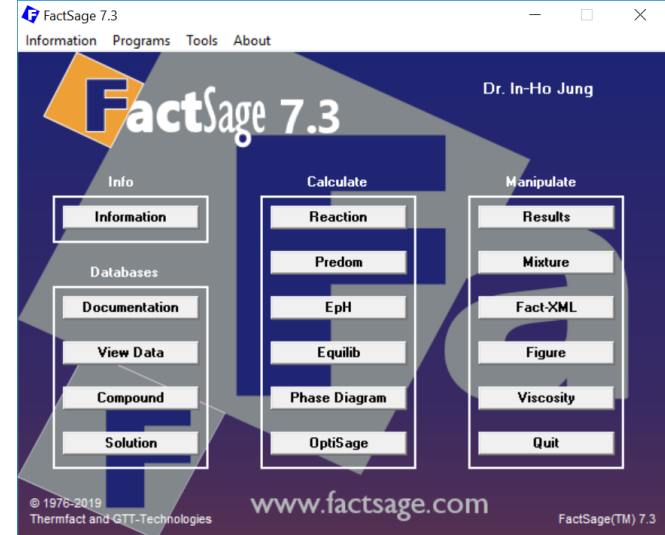 FactSage 7.3
Information Programs Tools About
FactSage 7.3
Dr. In-Ho Jung
Info
Information
Databases
Documentation
View Data
Compound
Solution
Calculate
Reaction
Predom
EpH
Equilib
Phase Diagram
OptiSage
Manipulate
Results
Mixture
Fact-XML
Figure
Viscosity
Quit
© 1976-2019
Thermfact and GTT-Technologies
www.factsage.com
FactSage(TM) 7.3